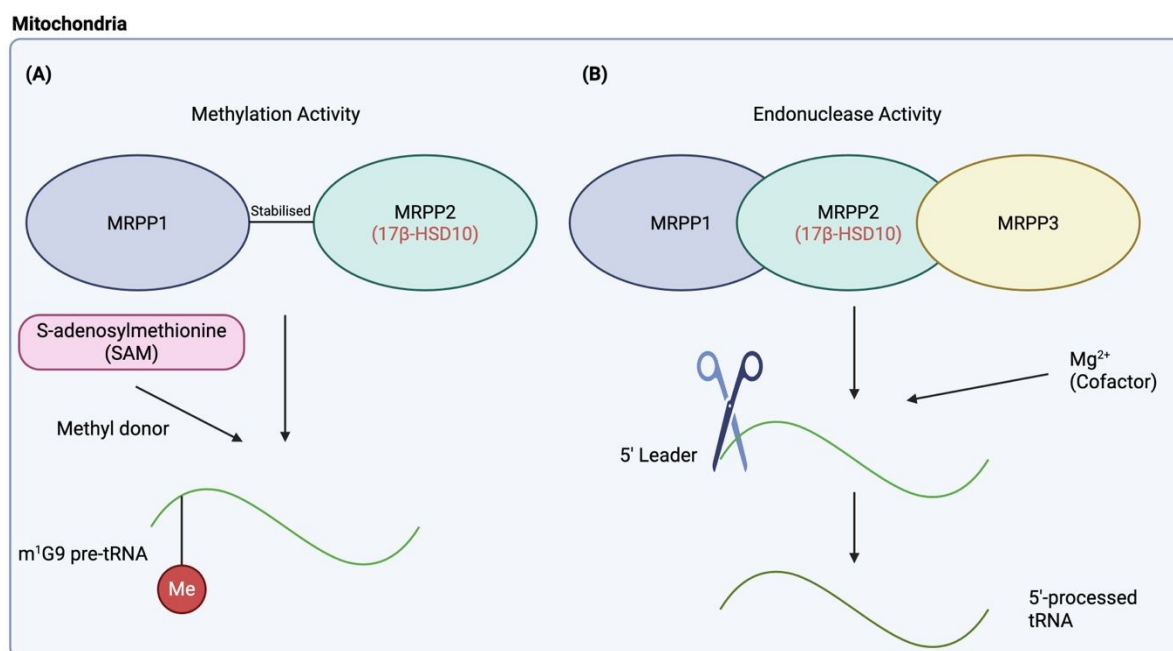 Mitochondria
(A)
Methylation Activity
MRPP1
Stabilised
MRPP2
(17β-HSD10)
S-adenosylmethionine
(SAM)
Methyl donor
m¹G9 pre-tRNA
Me
(B)
Endonuclease Activity
MRPP1
MRPP2
(17β-HSD10)
MRPP3
Mg²⁺
(Cofactor)
5' Leader
5'-processed
tRNA